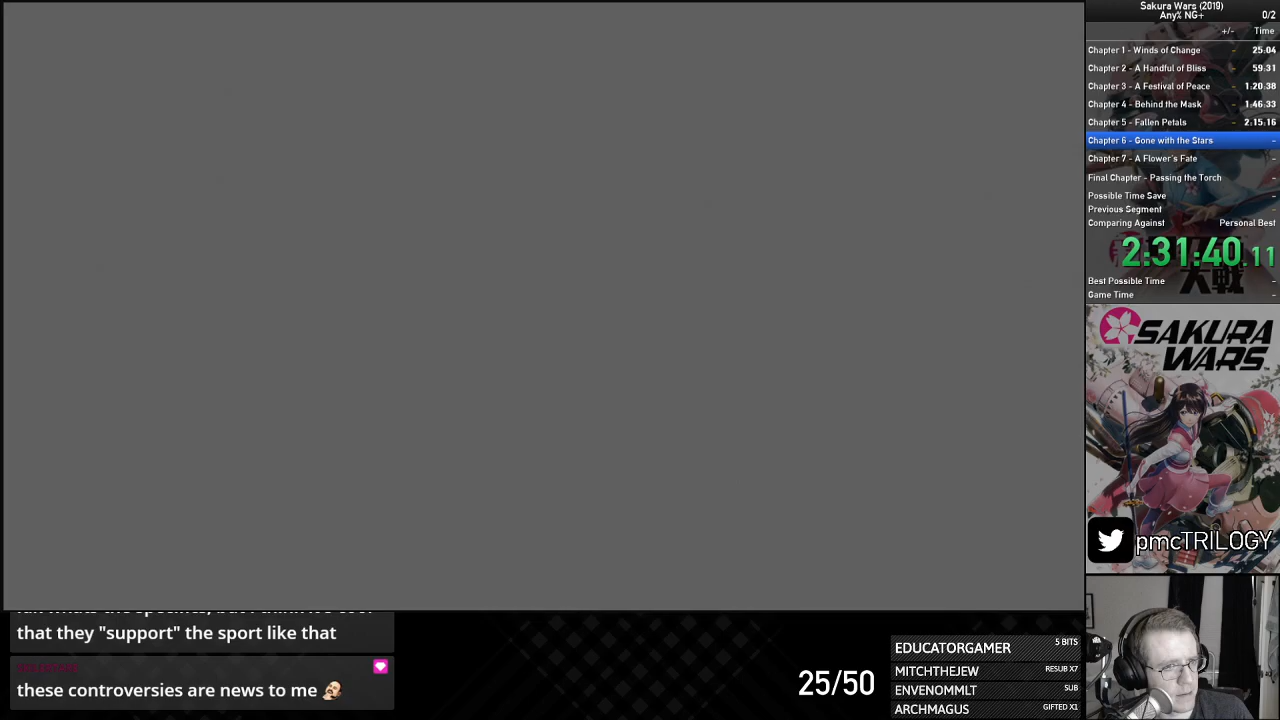 Sakura Wars (2019)
Any% NG+
0/2
+/- Time
Chapter 1 - Winds of Change - 25.04
Chapter 2 - A Handful of Bliss - 59:31
Chapter 3 - A Festival of Peace - 1:20.38
Chapter 4 - Behind the Mask - 1:46.33
Chapter 5 - Fallen Petals - 2:15.16
Chapter 6 - Gone with the Stars -
Chapter 7 - A Flower's Fate -
Final Chapter - Passing the Torch -
Possible Time Save -
Previous Segment -
Comparing Against Personal Best
2:31:40.11
大戦
Best Possible Time -
Game Time -
SAKURA
WARS
pmcTRILOGY
that they "support" the sport like that
these controversies are news to me
25/50
EDUCATORGAMER 5 BITS
MITCHTHEJEW RESUB X7
ENVENOMMLT SUB
ARCHMAGUS GIFTED X1